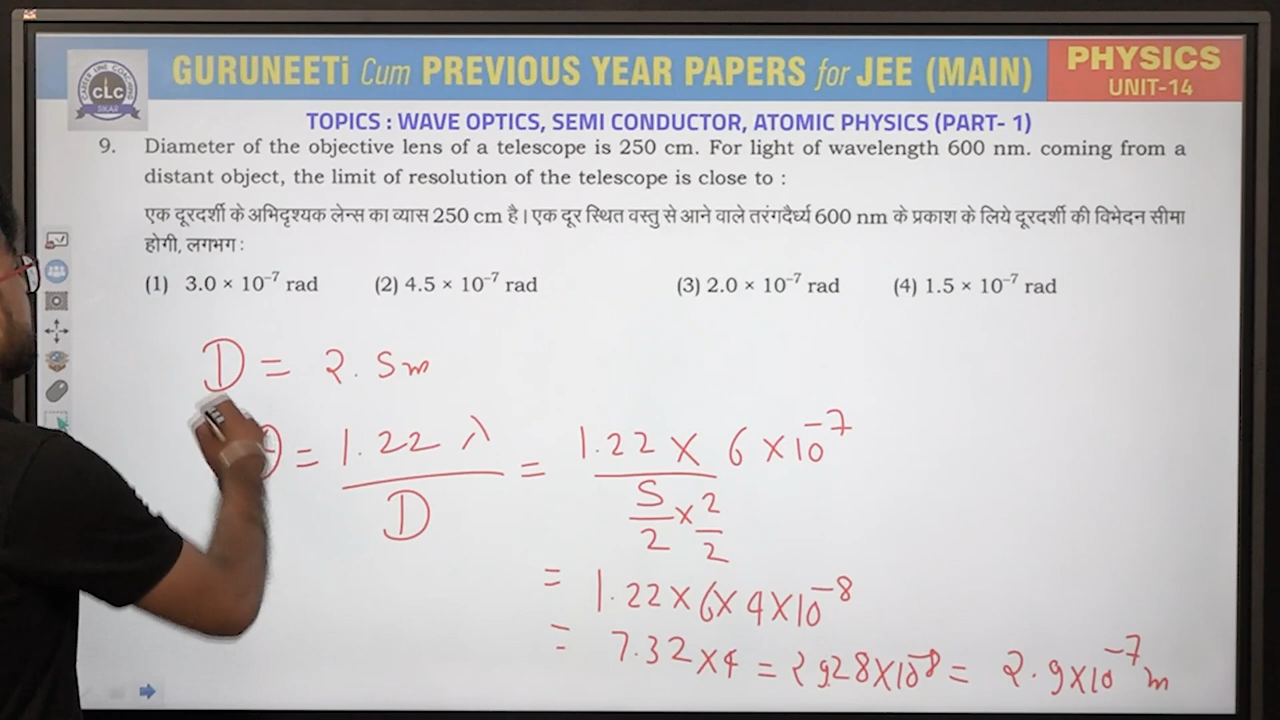 GURUNEETi Cum PREVIOUS YEAR PAPERS for JEE (MAIN)
PHYSICS
UNIT-14
CLC
SIKAR
TOPICS : WAVE OPTICS, SEMI CONDUCTOR, ATOMIC PHYSICS (PART- 1)
9. Diameter of the objective lens of a telescope is 250 cm. For light of wavelength 600 nm. coming from a
distant object, the limit of resolution of the telescope is close to :
एक दूरदर्शी के अभिदृश्यक लेन्स का व्यास 250 cm है। एक दूर स्थित वस्तु से आने वाले तरंगदैर्ध्य 600 nm के प्रकाश के लिये दूरदर्शी की विभेदन सीमा
होगी, लगभग :
(1) 3.0 × 10⁻⁷ rad (2) 4.5 × 10⁻⁷ rad (3) 2.0 × 10⁻⁷ rad (4) 1.5 × 10⁻⁷ rad
D = 2.5m
= 1.22 λ / D = 1.22 × 6 × 10⁻⁷ / 5/2 × 2/2
= 1.22 × 6 × 4 × 10⁻⁸
= 7.32 × 4 = 2928 × 10⁻⁸ = 2.9 × 10⁻⁷ m